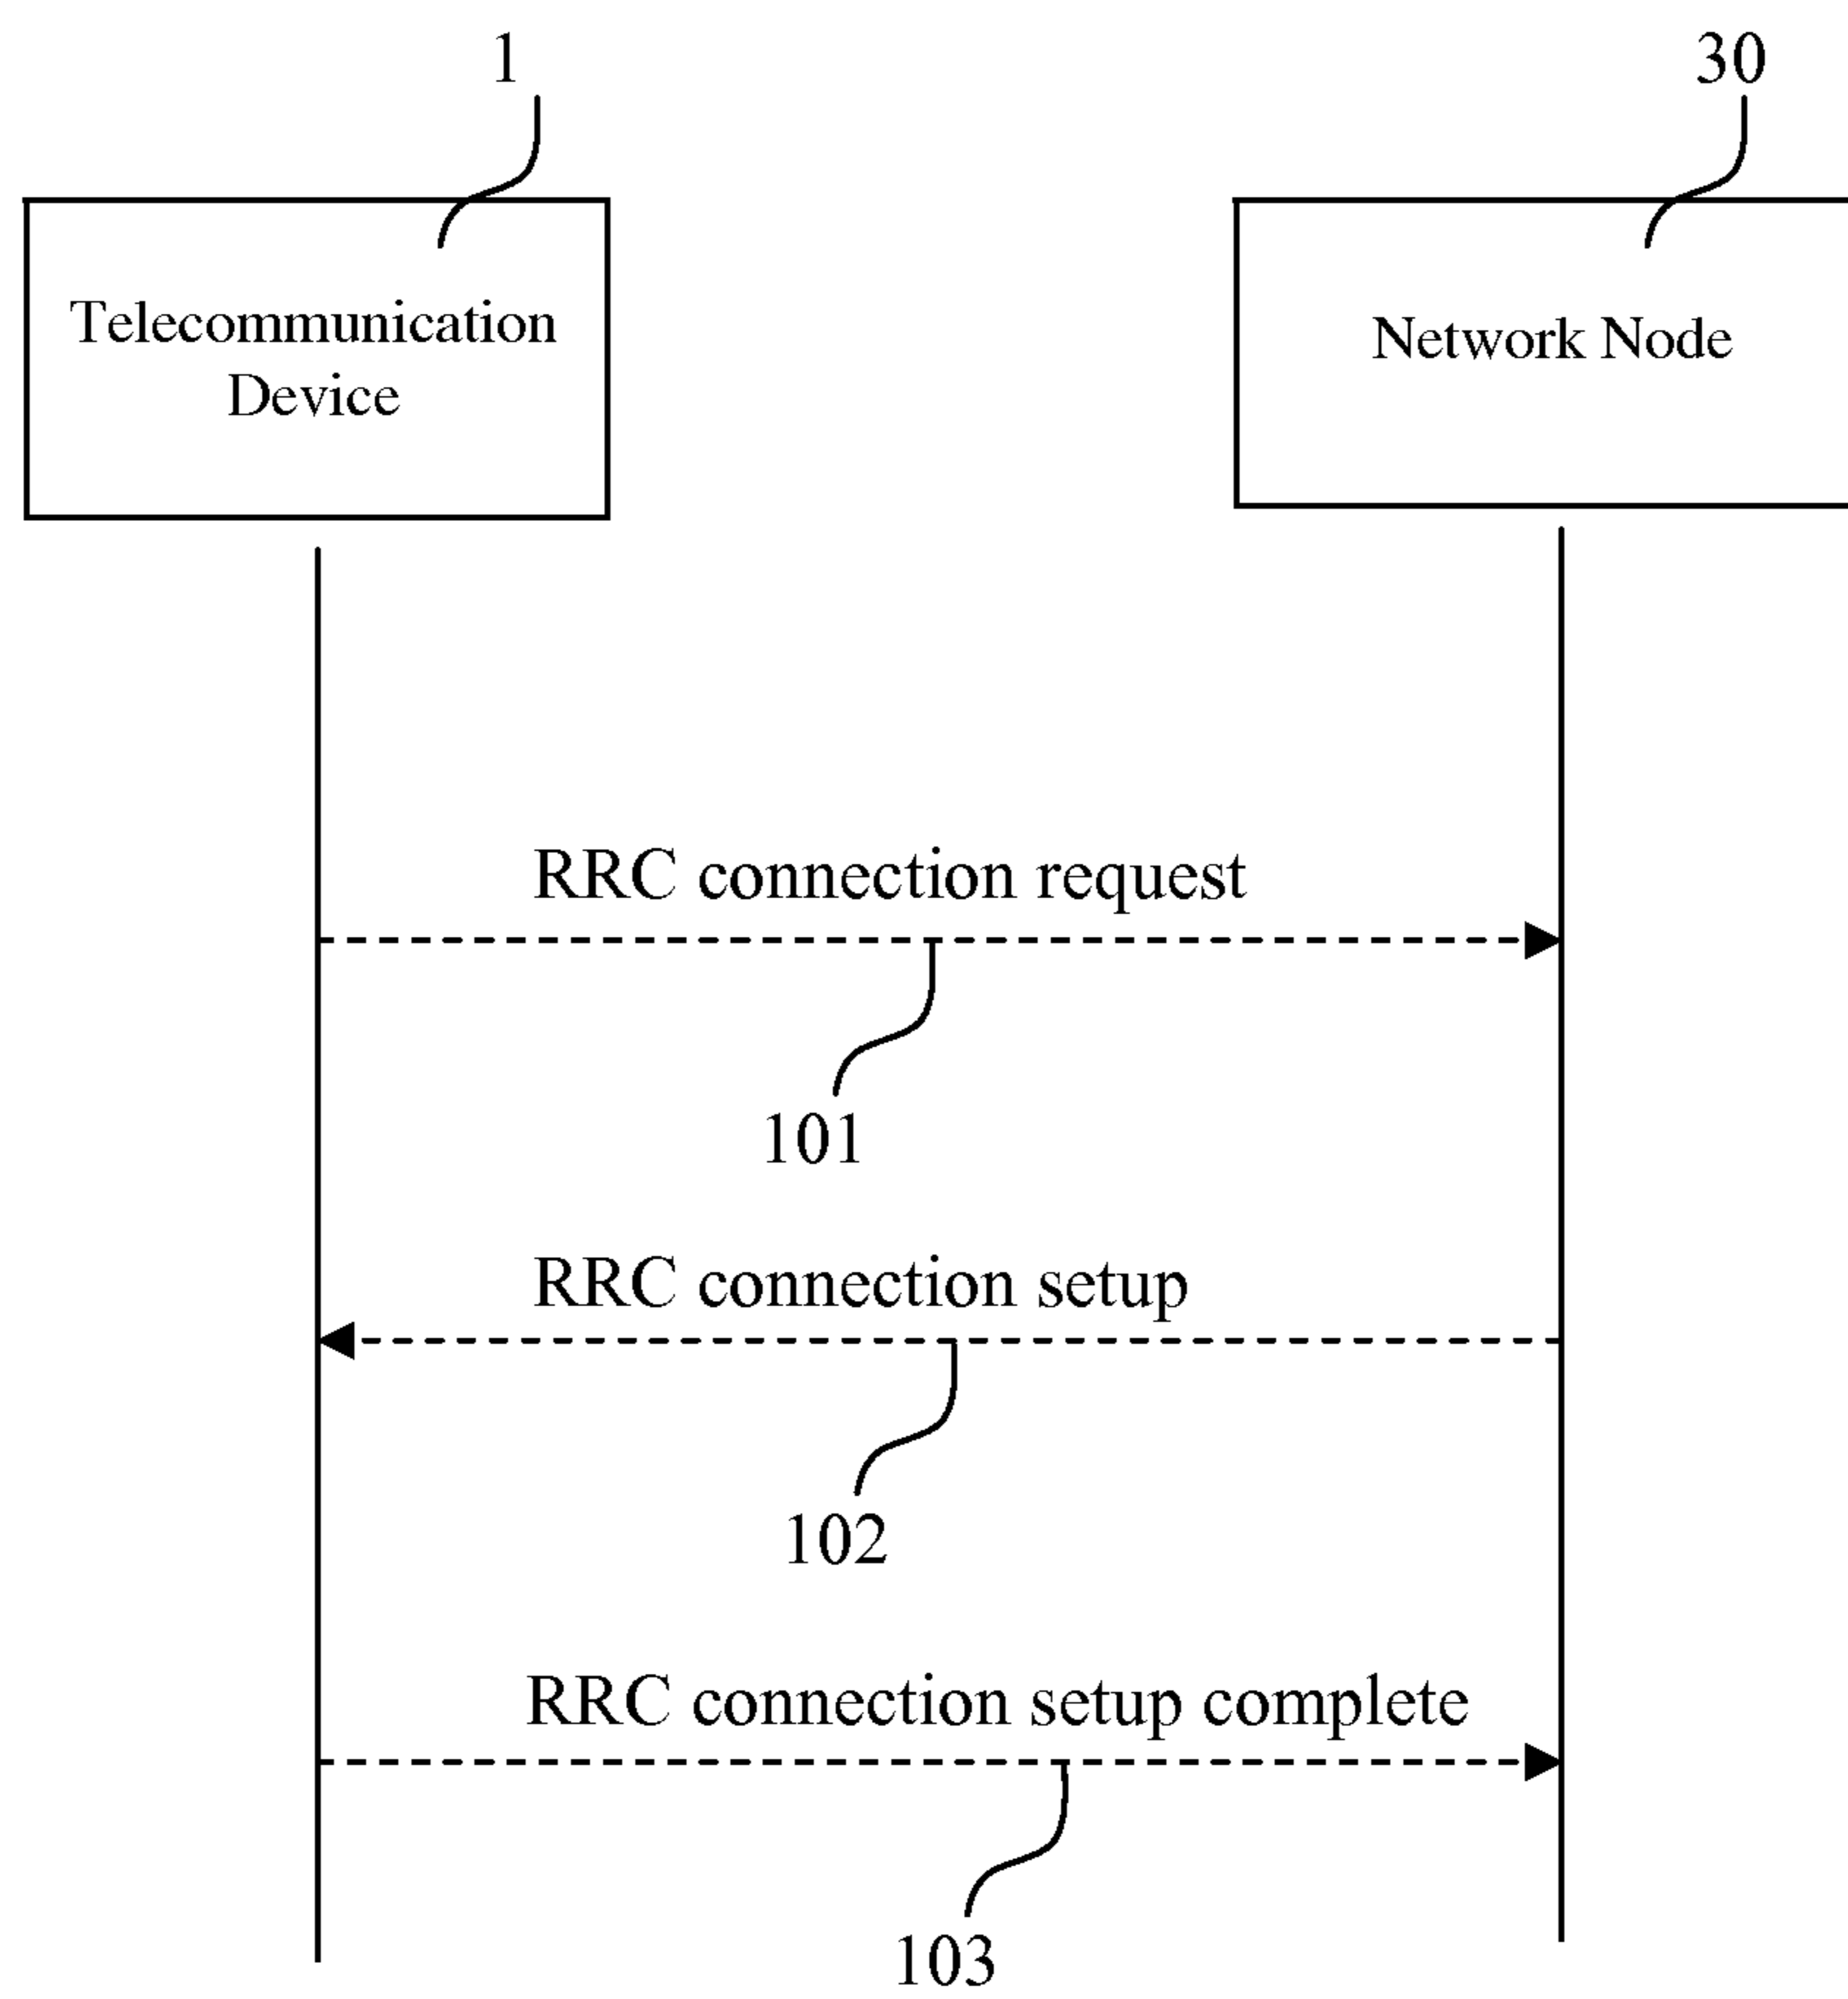 1
30
Telecommunication
Device
Network Node
RRC connection request
101
RRC connection setup
102
RRC connection setup complete
103